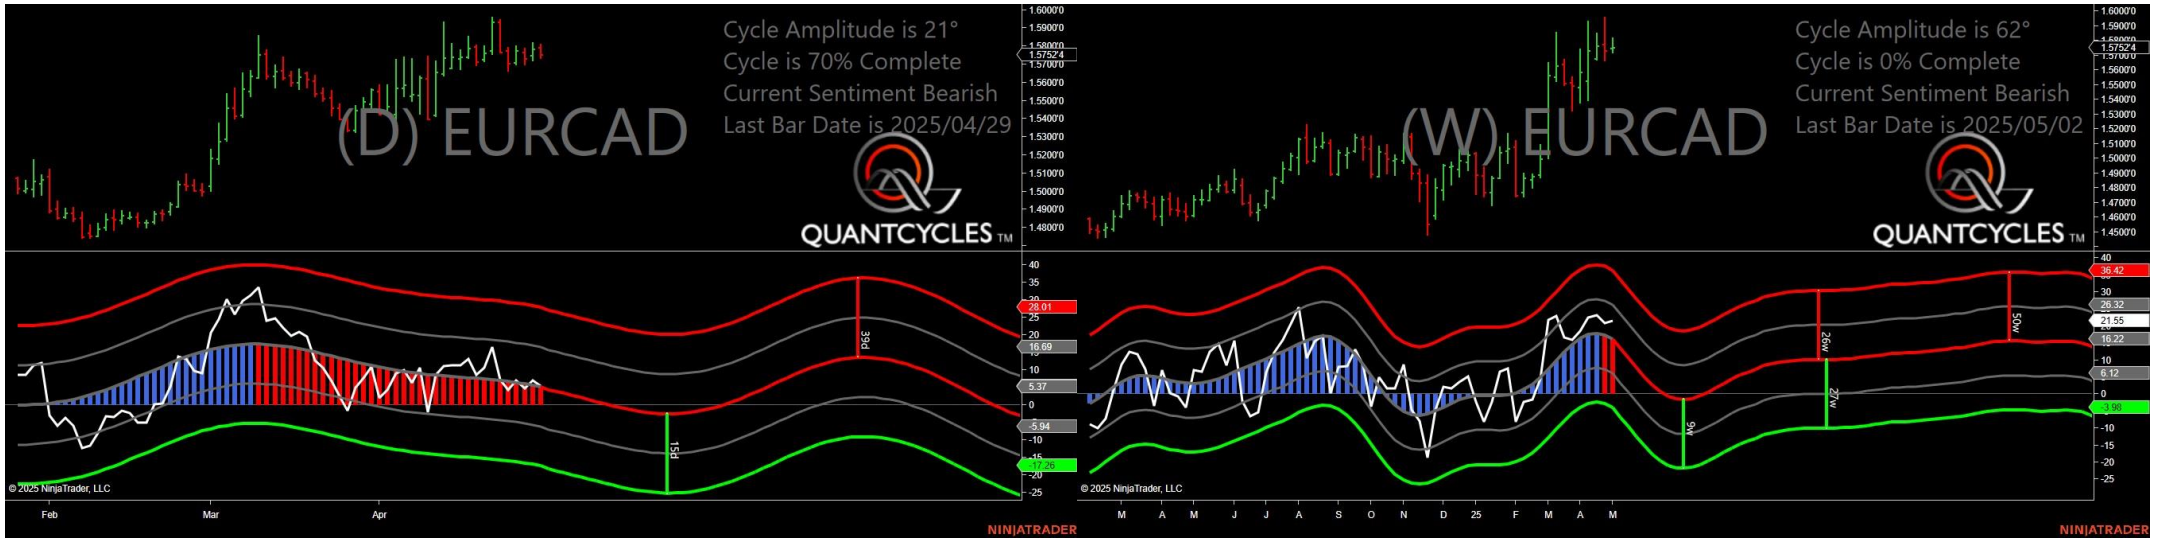 Cycle Amplitude is 21°
Cycle is 70% Complete
Current Sentiment Bearish
Last Bar Date is 2025/04/29
(D) EURCAD
QUANTCYCLES TM
1.6000'0
1.5900'0
1.5752'4
1.5700'0
1.5600'0
1.5500'0
1.5400'0
1.5300'0
1.5200'0
1.5100'0
1.5000'0
1.4900'0
1.4800'0
40
35
28.01
25
20
16.69
10
5.37
0
-5.94
-10
-15
-17.26
-20
-25
39d
15d
© 2025 NinjaTrader, LLC
Feb Mar Apr
NINJATRADER
Cycle Amplitude is 62°
Cycle is 0% Complete
Current Sentiment Bearish
Last Bar Date is 2025/05/02
(W) EURCAD
QUANTCYCLES TM
1.6000'0
1.5900'0
1.5752'4
1.5700'0
1.5600'0
1.5500'0
1.5400'0
1.5300'0
1.5200'0
1.5100'0
1.5000'0
1.4900'0
1.4800'0
1.4700'0
1.4600'0
1.4500'0
40
36.42
30
26.32
21.55
16.22
10
6.12
0
-3.98
-10
-15
-20
-25
26w
50w
27w
9w
© 2025 NinjaTrader, LLC
M A M J J A S O N D 25 F M A M
NINJATRADER